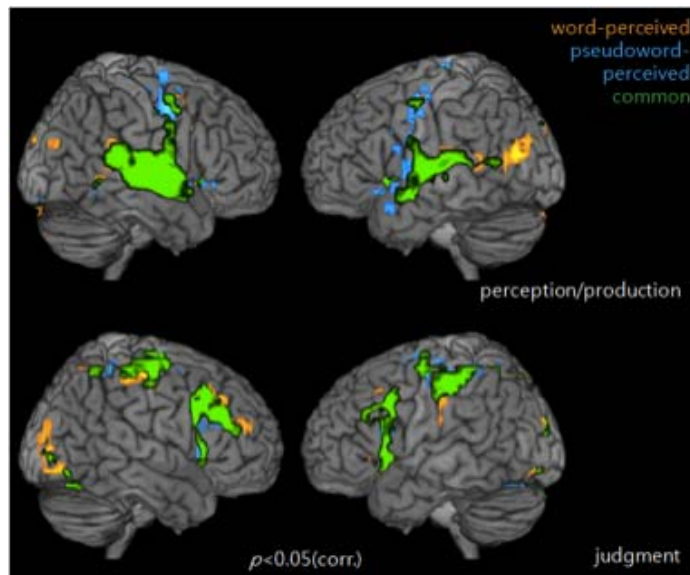 word-perceived
pseudoword-
perceived
common
perception/production
p<0.05(corr.)
judgment